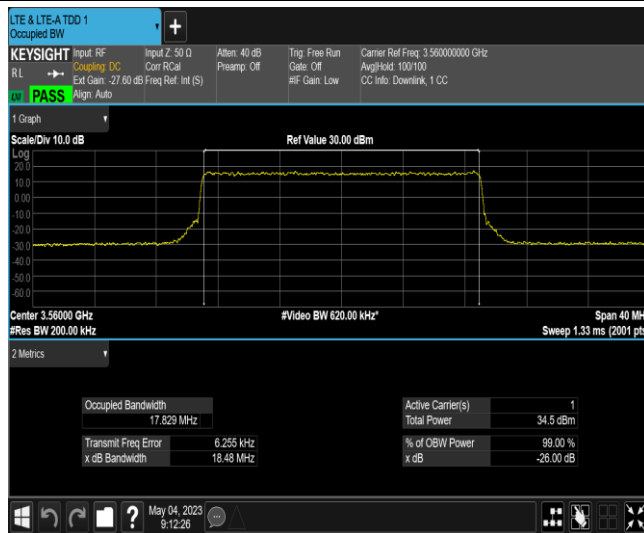 LTE & LTE-A TDD 1
Occupied BW
+
KEYSIGHT Input: RF Input Z: 50 Ω Atten: 40 dB Trig: Free Run Carrier Ref Freq: 3.560000000 GHz
RL Coupling: DC Corr RCal Preamp: Off Gate: Off Avg|Hold: 100/100
Ext Gain: -27.60 dB Freq Ref: Int (S) #IF Gain: Low CC Info: Downlink, 1 CC
PASS Align: Auto
1 Graph
Scale/Div 10.0 dB Ref Value 30.00 dBm
Log
20.0
10.0
0.00
-10.0
-20.0
-30.0
-40.0
-50.0
-60.0
Center 3.56000 GHz #Video BW 620.00 kHz* Span 40 MH
#Res BW 200.00 kHz Sweep 1.33 ms (2001 pts
2 Metrics
Occupied Bandwidth Active Carrier(s) 1
17.829 MHz Total Power 34.5 dBm
Transmit Freq Error 6.255 kHz % of OBW Power 99.00 %
x dB Bandwidth 18.48 MHz x dB -26.00 dB
? May 04, 2023
9:12:26